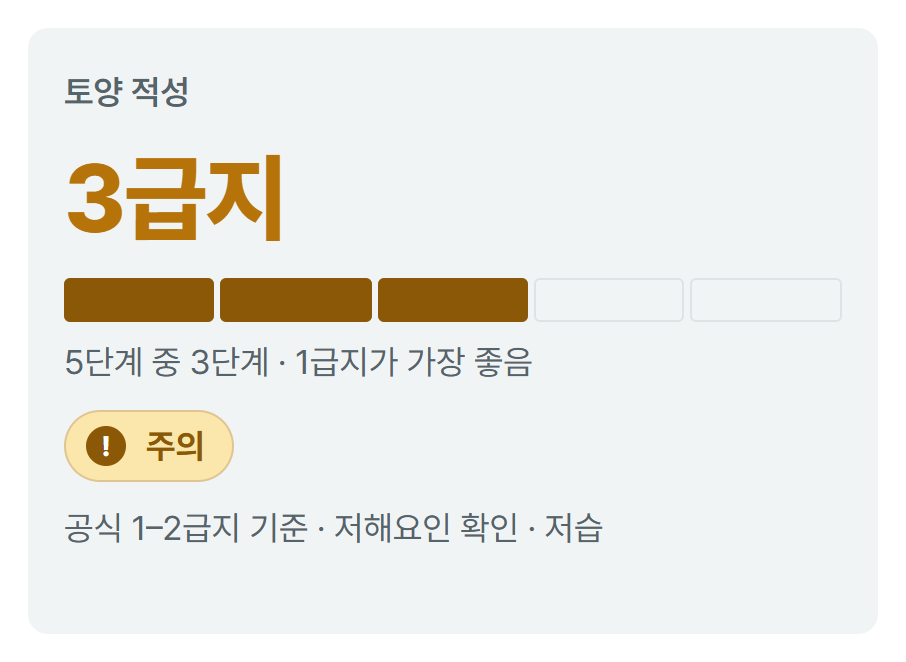 토양 적성
3급지
5단계 중 3단계 · 1급지가 가장 좋음
! 주의
공식 1–2급지 기준 · 저해요인 확인 · 저습